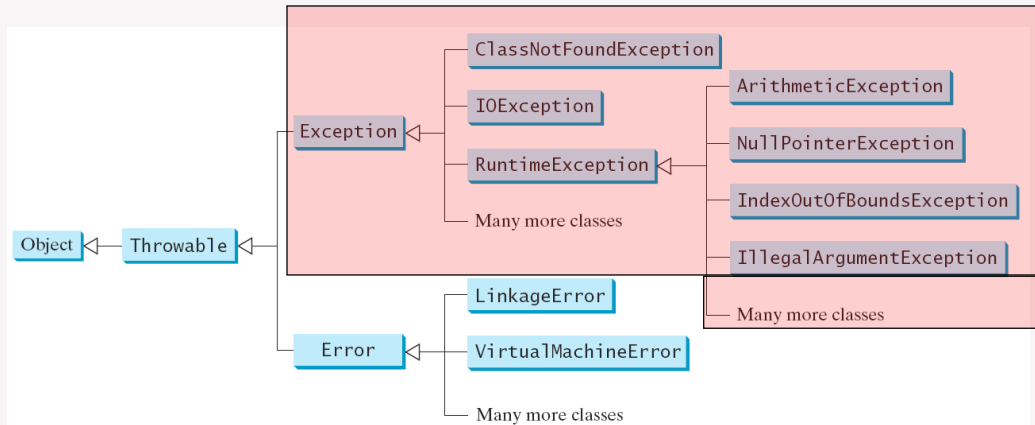 ClassNotFoundException
ArithmeticException
IOException
Exception
NullPointerException
RuntimeException
IndexOutOfBoundsException
Many more classes
Object
Throwable
IllegalArgumentException
LinkageError
Many more classes
Error
VirtualMachineError
Many more classes